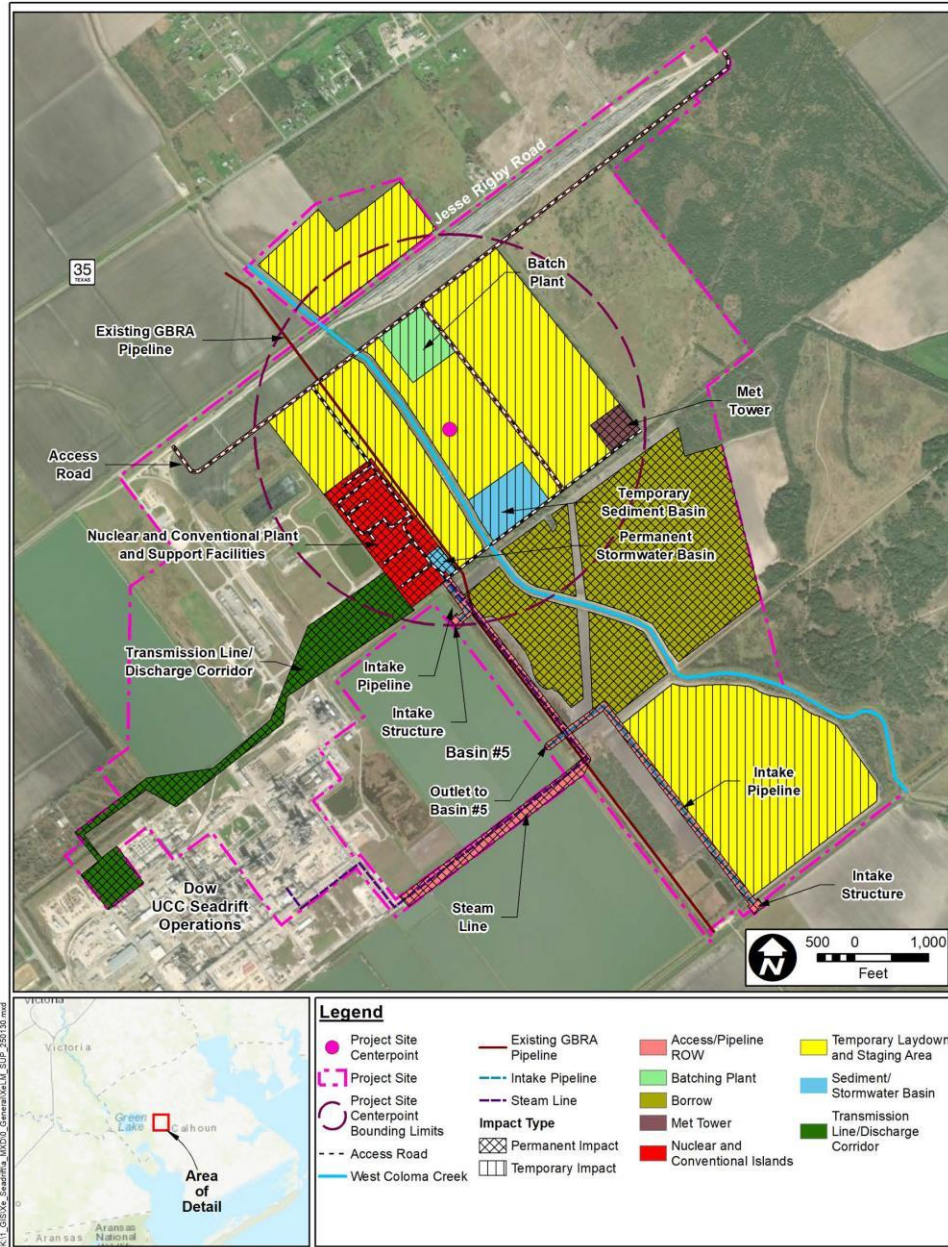 Jesse Rigby Road
35
TEXAS
Batch
Plant
Existing GBRA
Pipeline
Met
Tower
Access
Road
Temporary
Sediment Basin
Nuclear and Conventional Plant
and Support Facilities
Permanent
Stormwater Basin
Transmission Line/
Discharge Corridor
Intake
Pipeline
Intake
Structure
Basin #5
Outlet to
Basin #5
Intake
Pipeline
Dow
UCC Seadrift
Operations
Steam
Line
Intake
Structure
N
500 0 1,000
Feet
Victoria
Victoria
Green
Lake
Calhoun
Area
of
Detail
Aransas
National
Aransas
Legend
Project Site
Centerpoint
Project Site
Project Site
Centerpoint
Bounding Limits
Access Road
West Coloma Creek
Existing GBRA
Pipeline
Intake Pipeline
Steam Line
Impact Type
Permanent Impact
Temporary Impact
Access/Pipeline
ROW
Batching Plant
Borrow
Met Tower
Nuclear and
Conventional Islands
Temporary Laydown
and Staging Area
Sediment/
Stormwater Basin
Transmission
Line/Discharge
Corridor